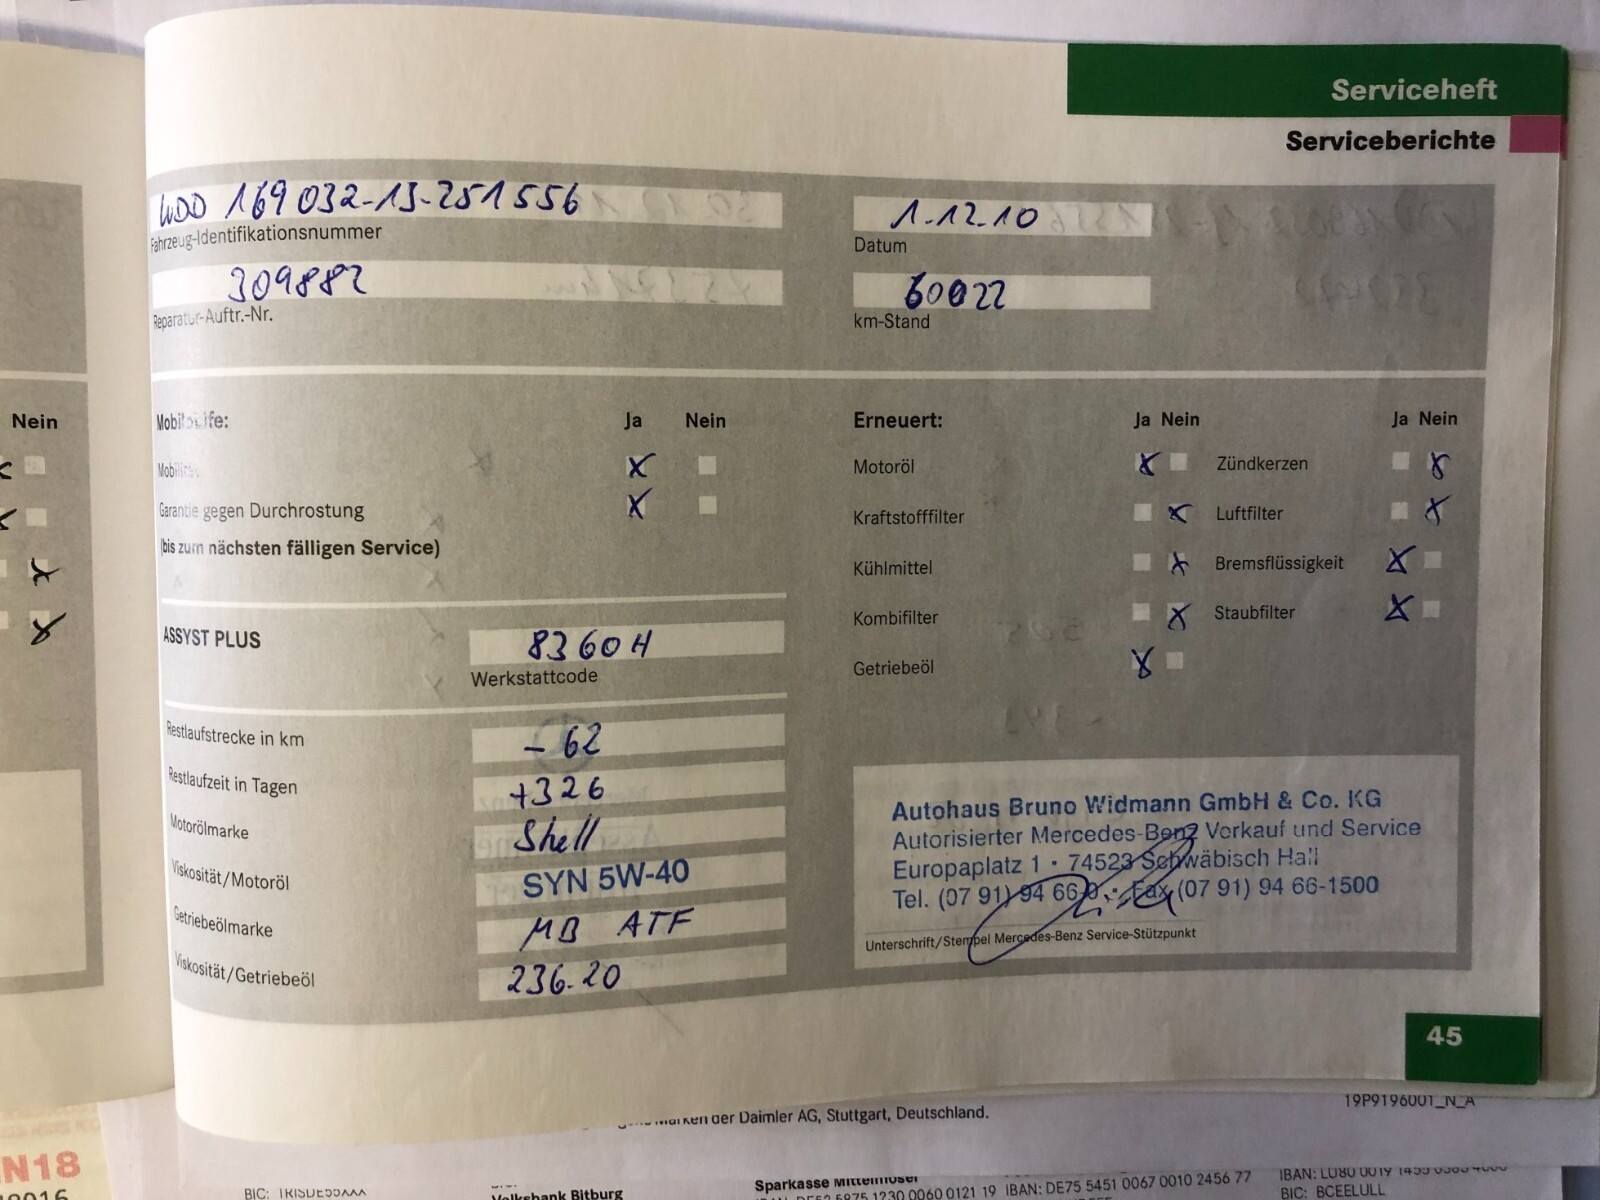 Serviceheft
Serviceberichte
WDD 169032-1J-251556
Fahrzeug-Identifikationsnummer
1.12.10
Datum
309882
Reparatur-Auftr.-Nr.
60022
km-Stand
Nein
MobiloLife: Ja Nein
Garantie gegen Durchrostung X
(bis zum nächsten fälligen Service)
ASSYST PLUS
8360H
Werkstattcode
Restlaufstrecke in km - 62
Restlaufzeit in Tagen +326
Motorölmarke Shell
Viskosität/Motoröl SYN 5W-40
Getriebeölmarke MB ATF
Viskosität/Getriebeöl 236.20
Erneuert: Ja Nein Ja Nein
Motoröl X Zündkerzen X
Kraftstofffilter X Luftfilter X
Kühlmittel X Bremsflüssigkeit X
Kombifilter X Staubfilter X
Getriebeöl X
Autohaus Bruno Widmann GmbH & Co. KG
Autorisierter Mercedes-Benz Verkauf und Service
Europaplatz 1 · 74523 Schwäbisch Hall
Tel. (07 91) 94 66-0 · Fax (07 91) 94 66-1500
Unterschrift/Stempel Mercedes-Benz Service-Stützpunkt
45
Marken der Daimler AG, Stuttgart, Deutschland.
19P9196001_N_A
N18
BIC:
Volksbank Bitburg
Sparkasse Mittelmosel
IBAN: DE75 5451 0067 0010 2456 77
BIC: BCEELULL